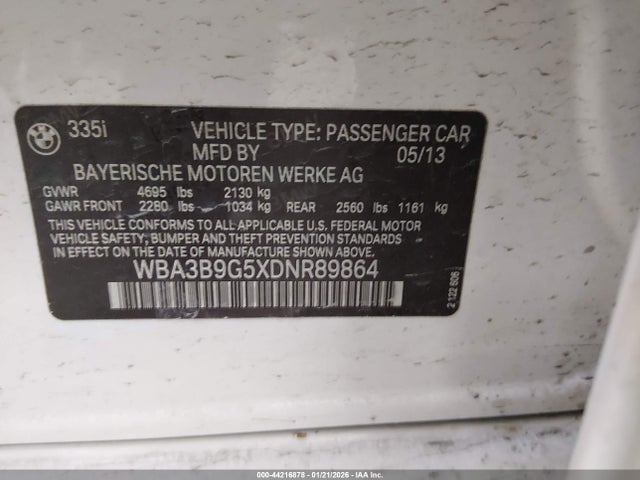 335i VEHICLE TYPE: PASSENGER CAR
MFD BY 05/13
BAYERISCHE MOTOREN WERKE AG
GVWR 4695 lbs 2130 kg
GAWR FRONT 2280 lbs 1034 kg REAR 2560 lbs 1161 kg
THIS VEHICLE CONFORMS TO ALL APPLICABLE U.S. FEDERAL MOTOR
VEHICLE SAFETY, BUMPER AND THEFT PREVENTION STANDARDS
IN EFFECT ON THE DATE OF MANUFACTURE SHOWN ABOVE.
WBA3B9G5XDNR89864
2 122 606
000-44216878 - 01/21/2026 - IAAI.COM